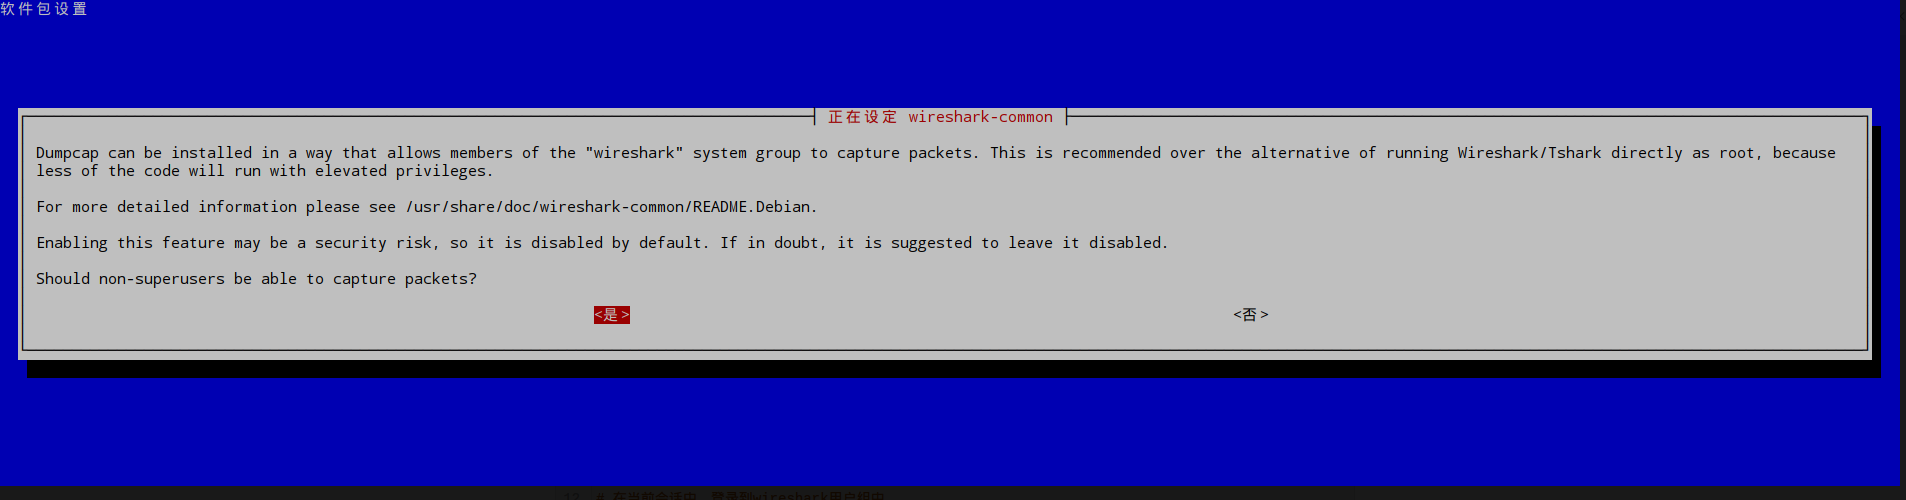 软件包设置
正在设定 wireshark-common
Dumpcap can be installed in a way that allows members of the "wireshark" system group to capture packets. This is recommended over the alternative of running Wireshark/Tshark directly as root, because
less of the code will run with elevated privileges.
For more detailed information please see /usr/share/doc/wireshark-common/README.Debian.
Enabling this feature may be a security risk, so it is disabled by default. If in doubt, it is suggested to leave it disabled.
Should non-superusers be able to capture packets?
<是> <否>